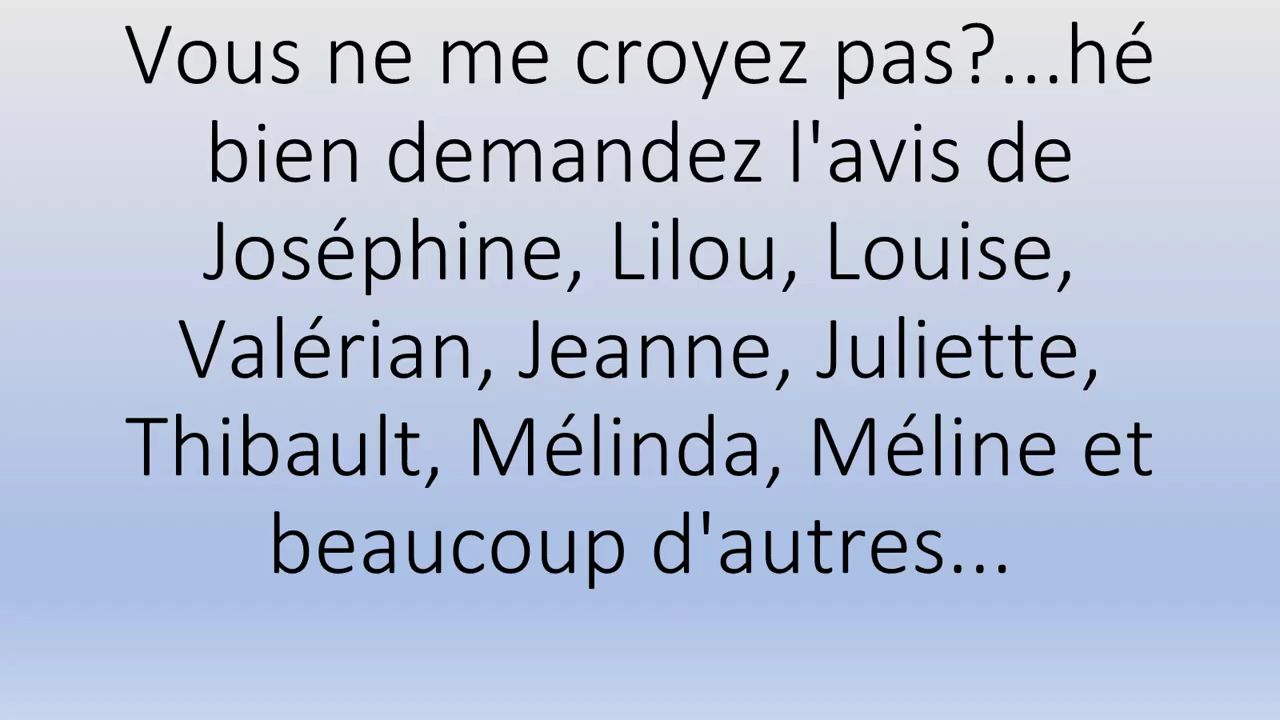 Vous ne me croyez pas?...hé
bien demandez l'avis de
Joséphine, Lilou, Louise,
Valérian, Jeanne, Juliette,
Thibault, Mélinda, Méline et
beaucoup d'autres...